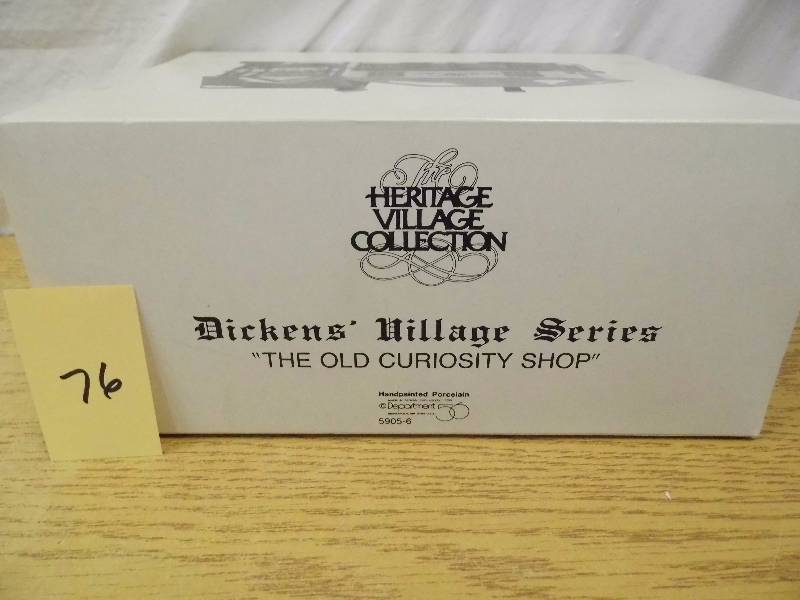 The
HERITAGE
VILLAGE
COLLECTION
Dickens' Village Series
"THE OLD CURIOSITY SHOP"
76
Handpainted Porcelain
©Department 56
5905-6